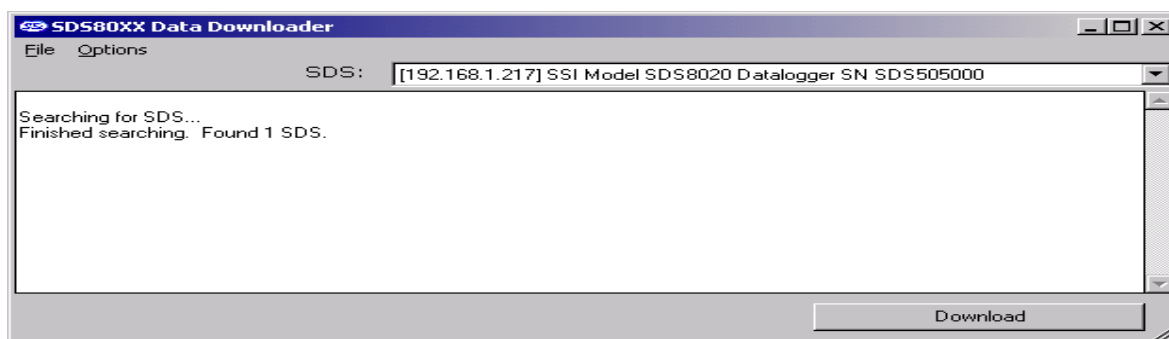 SDS80XX Data Downloader
File Options
SDS: [192.168.1.217] SSI Model SDS8020 Datalogger SN SDS505000
Searching for SDS...
Finished searching. Found 1 SDS.
Download